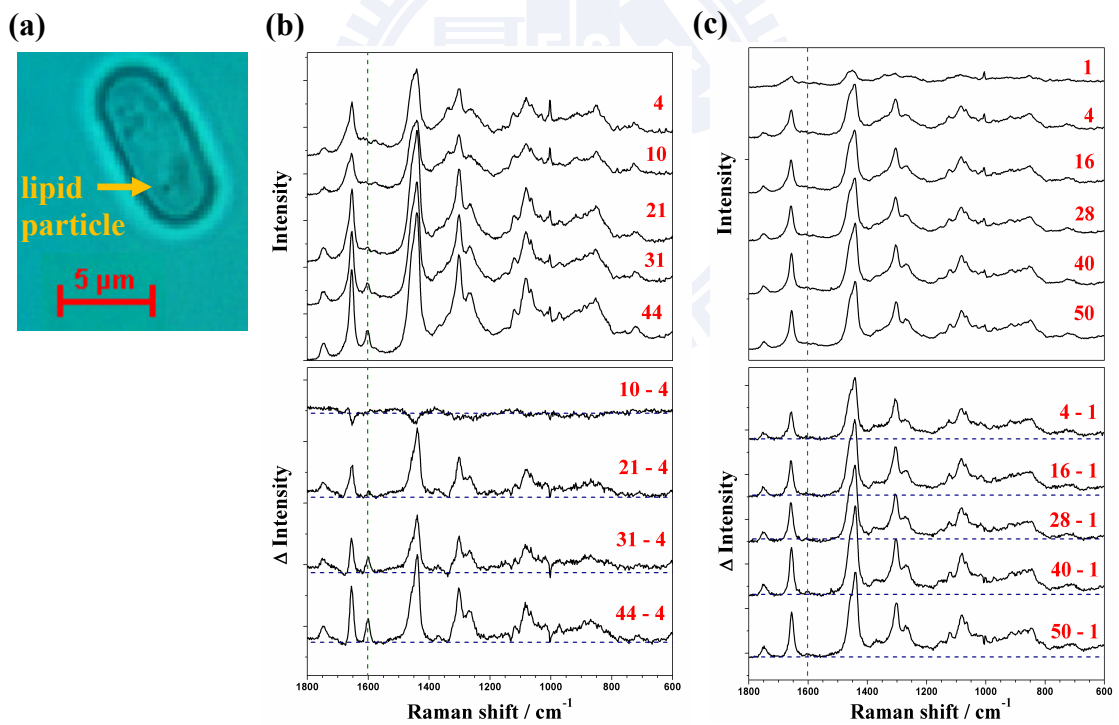 (a)
lipid
particle
5 µm
(b)
4
10
21
31
44
Intensity
10 - 4
21 - 4
31 - 4
44 - 4
Δ Intensity
1800 1600 1400 1200 1000 800 600
Raman shift / cm⁻¹
(c)
1
4
16
28
40
50
Intensity
4 - 1
16 - 1
28 - 1
40 - 1
50 - 1
Δ Intensity
1800 1600 1400 1200 1000 800 600
Raman shift / cm⁻¹